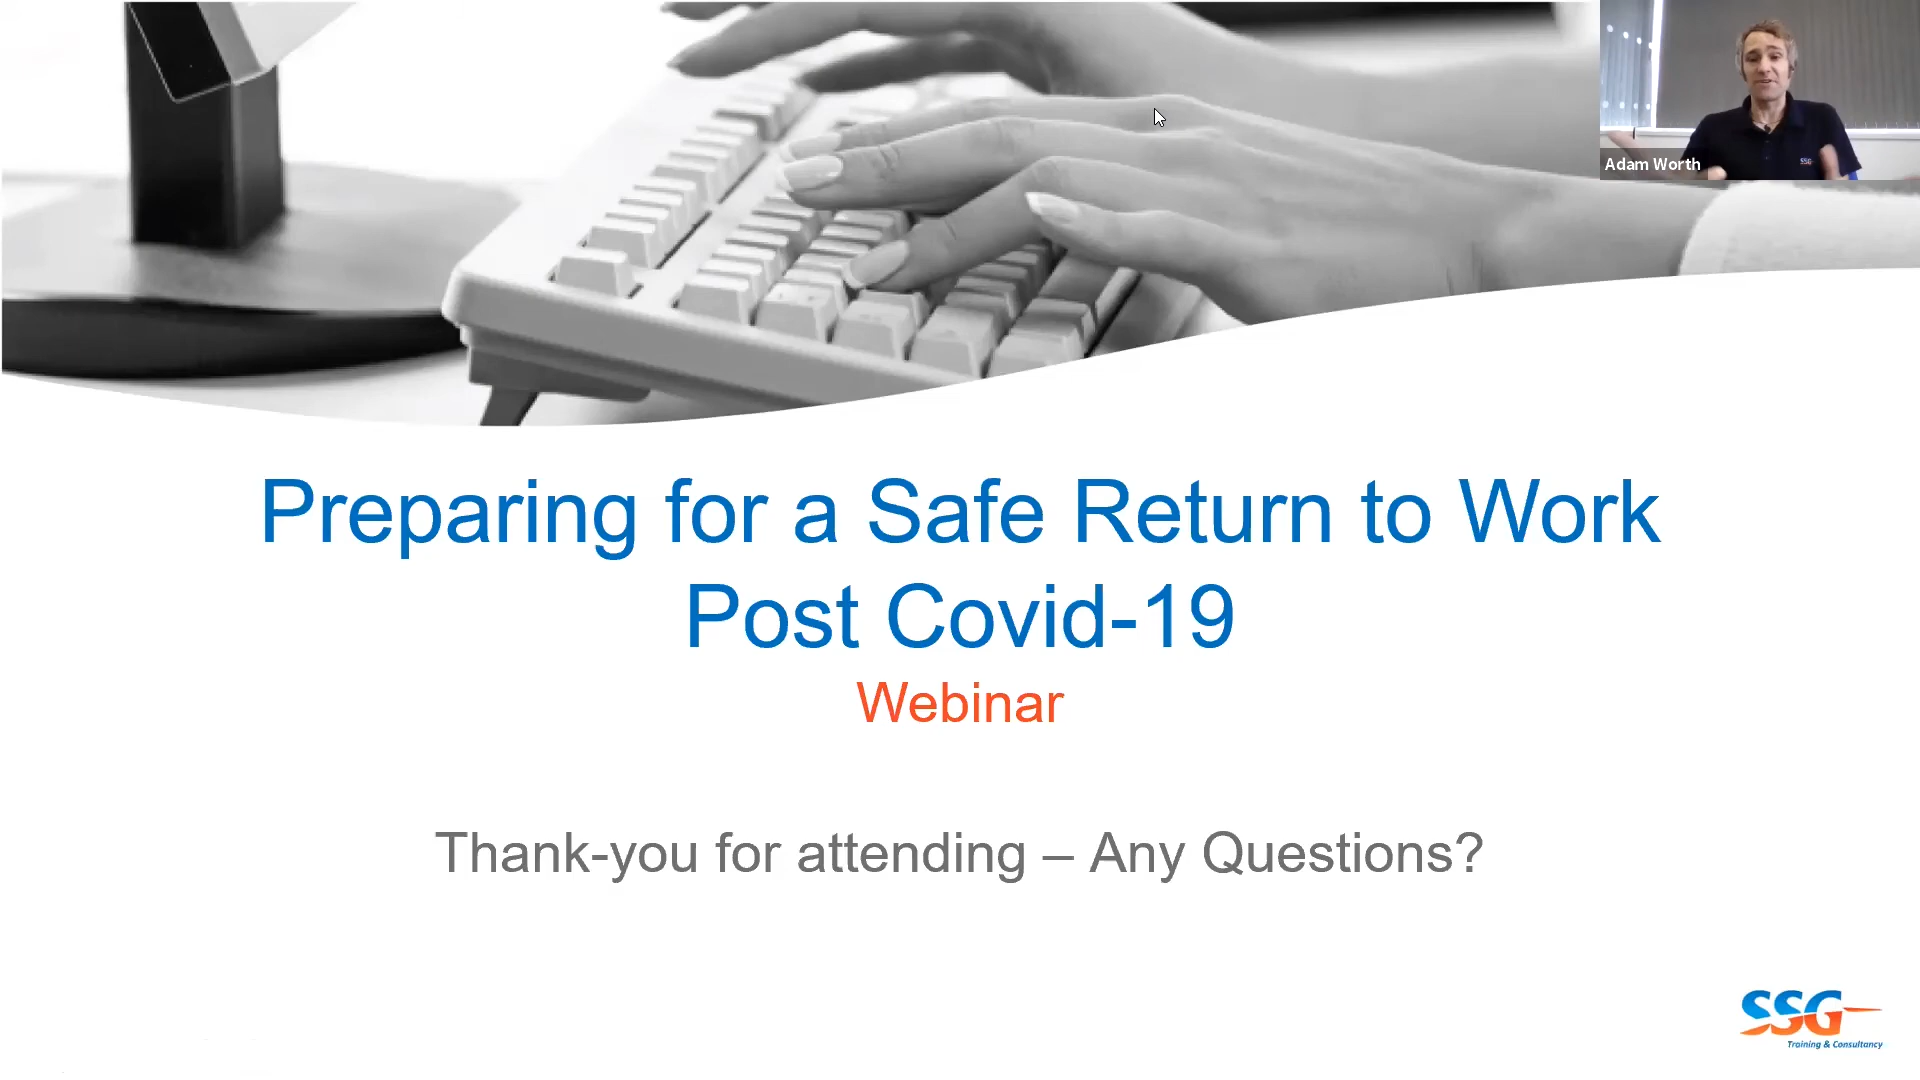 Adam Worth
SSG
Preparing for a Safe Return to Work
Post Covid-19
Webinar
Thank-you for attending – Any Questions?
SSG
Training & Consultancy